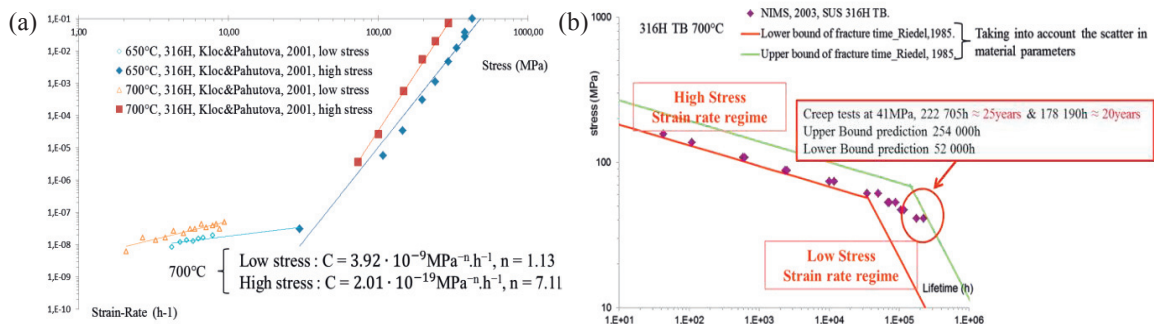 (a)
1,00
10,00
100,00
1000,00
1,E-01
1,E-02
1,E-03
1,E-04
1,E-05
1,E-06
1,E-07
1,E-08
1,E-09
1,E-10
Stress
(MPa)
650°C, 316H, Kloc&Pahutova, 2001, low stress
650°C, 316H, Kloc&Pahutova, 2001, high stress
700°C, 316H, Kloc&Pahutova, 2001, low stress
700°C, 316H, Kloc&Pahutova, 2001, high stress
700°C
Low stress : C = 3.92 · 10⁻⁹MPa⁻ⁿ.h⁻¹, n = 1.13
High stress : C = 2.01 · 10⁻¹⁹MPa⁻ⁿ.h⁻¹, n = 7.11
Strain-Rate (h-1)
(b)
1000
100
10
stress(MPa)
316H TB 700°C
NIMS, 2003, SUS 316H TB.
Lower bound of fracture time_Riedel, 1985.
Upper bound of fracture time_Riedel, 1985.
Taking into account the scatter in
material parameters
High Stress
Strain rate regime
Creep tests at 41MPa, 222 705h ≈ 25years & 178 190h ≈ 20years
Upper Bound prediction 254 000h
Lower Bound prediction 52 000h
Low Stress
Strain rate regime
Lifetime (h)
1.E+01
1.E+02
1.E+03
1.E+04
1.E+05
1.E+06